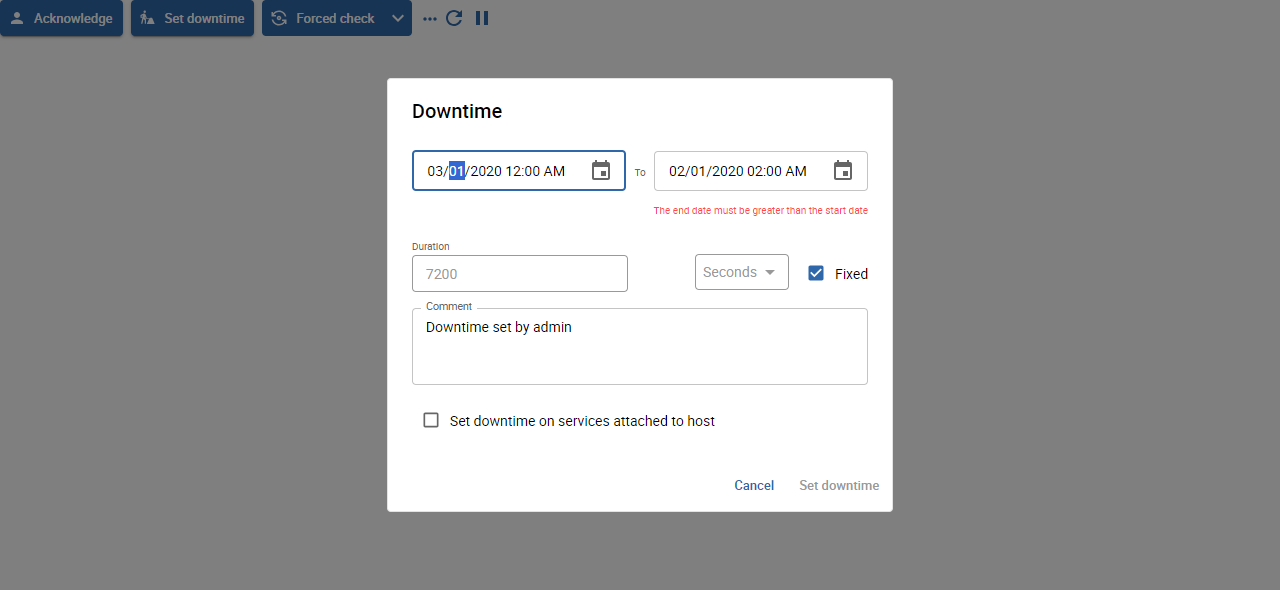 Acknowledge Set downtime Forced check
Downtime
03/01/2020 12:00 AM To 02/01/2020 02:00 AM
The end date must be greater than the start date
Duration
7200 Seconds Fixed
Comment
Downtime set by admin
Set downtime on services attached to host
Cancel Set downtime